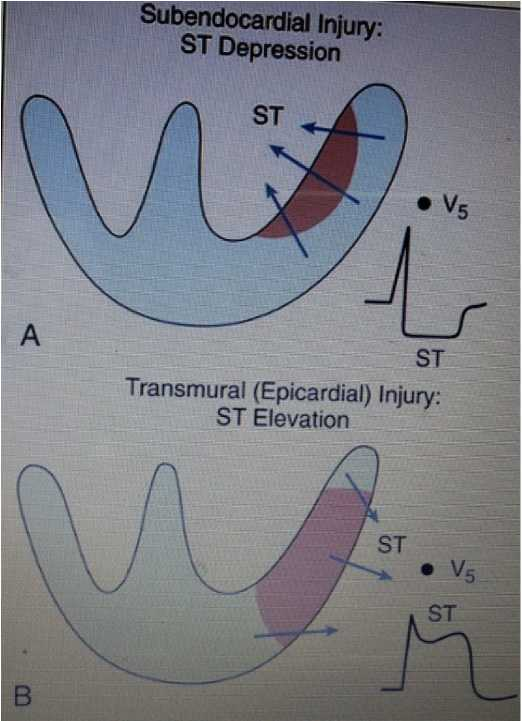 Subendocardial Injury:
ST Depression
ST
V5
A
ST
Transmural (Epicardial) Injury:
ST Elevation
ST
V5
ST
B